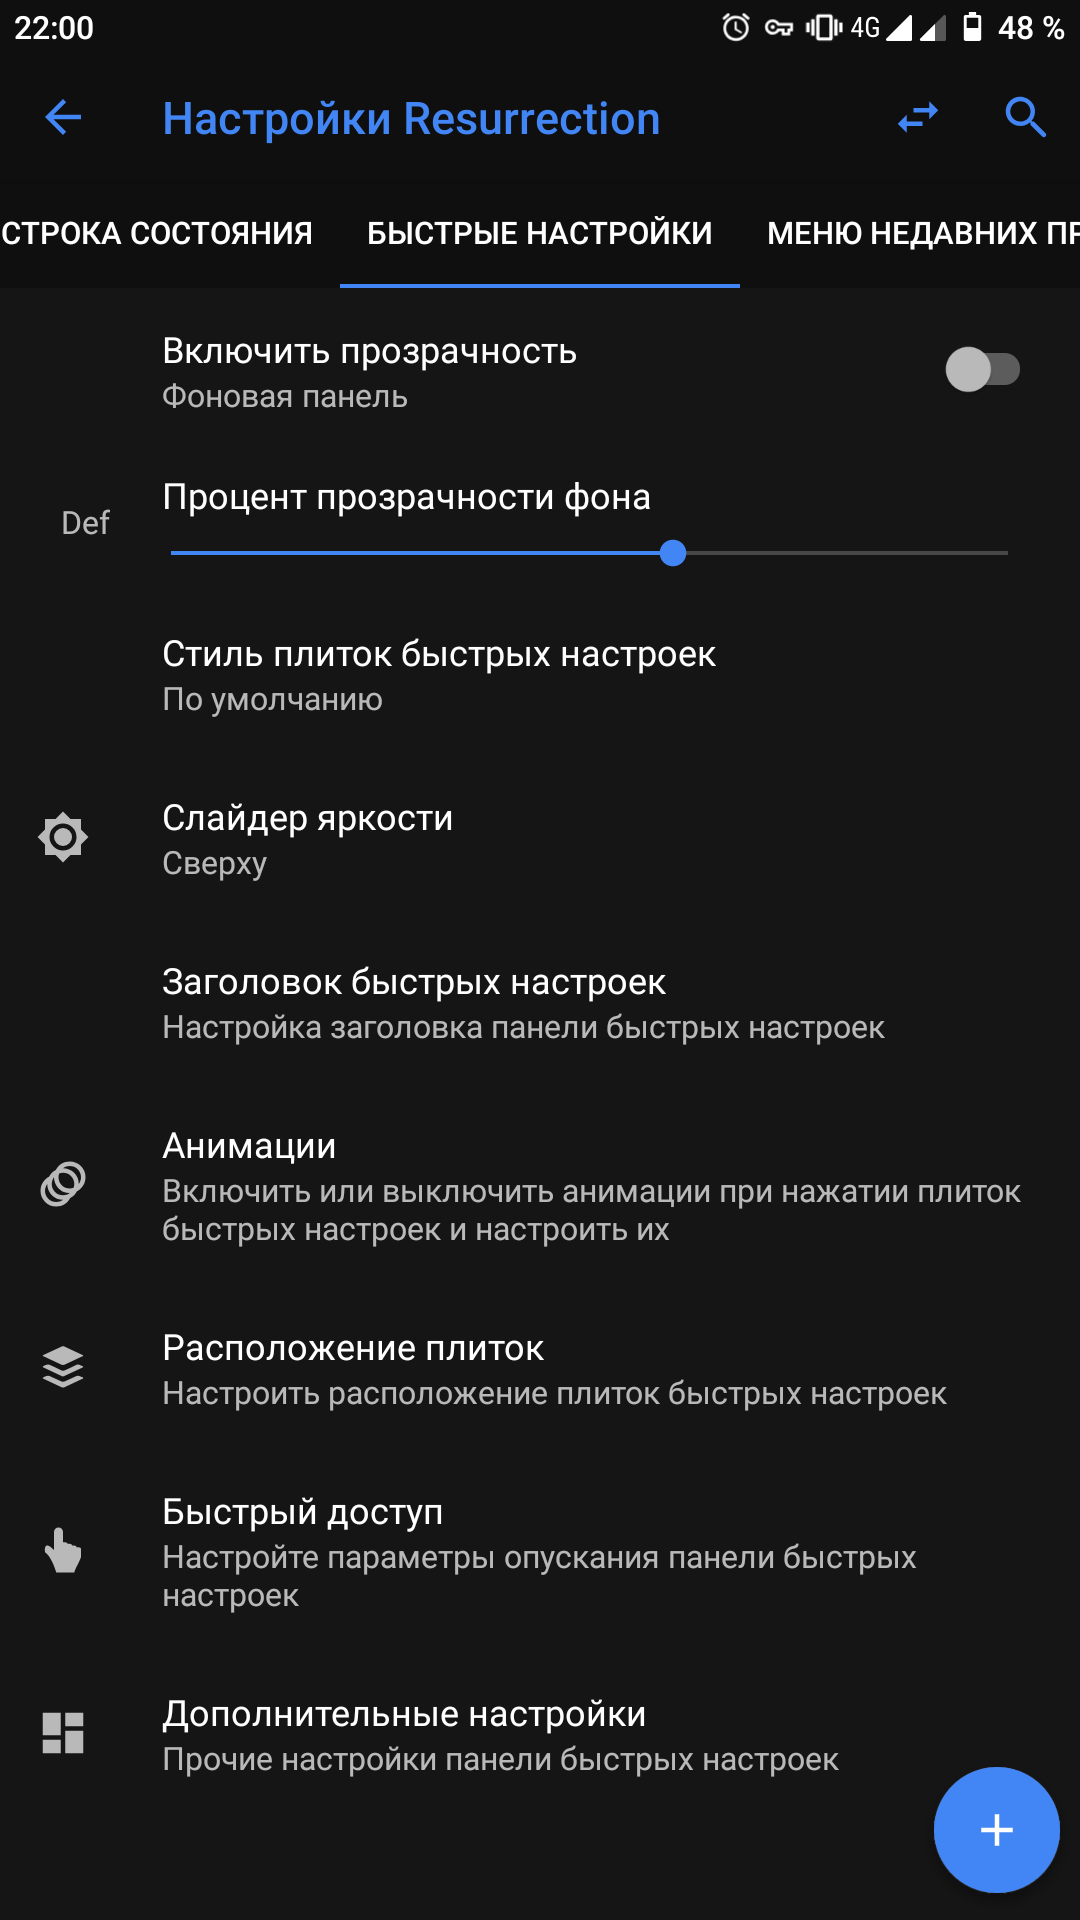 22:00
4G
48 %
Настройки Resurrection
СТРОКА СОСТОЯНИЯ
БЫСТРЫЕ НАСТРОЙКИ
МЕНЮ НЕДАВНИХ ПР
Включить прозрачность
Фоновая панель
Процент прозрачности фона
Def
Стиль плиток быстрых настроек
По умолчанию
Слайдер яркости
Сверху
Заголовок быстрых настроек
Настройка заголовка панели быстрых настроек
Анимации
Включить или выключить анимации при нажатии плиток
быстрых настроек и настроить их
Расположение плиток
Настроить расположение плиток быстрых настроек
Быстрый доступ
Настройте параметры опускания панели быстрых
настроек
Дополнительные настройки
Прочие настройки панели быстрых настроек